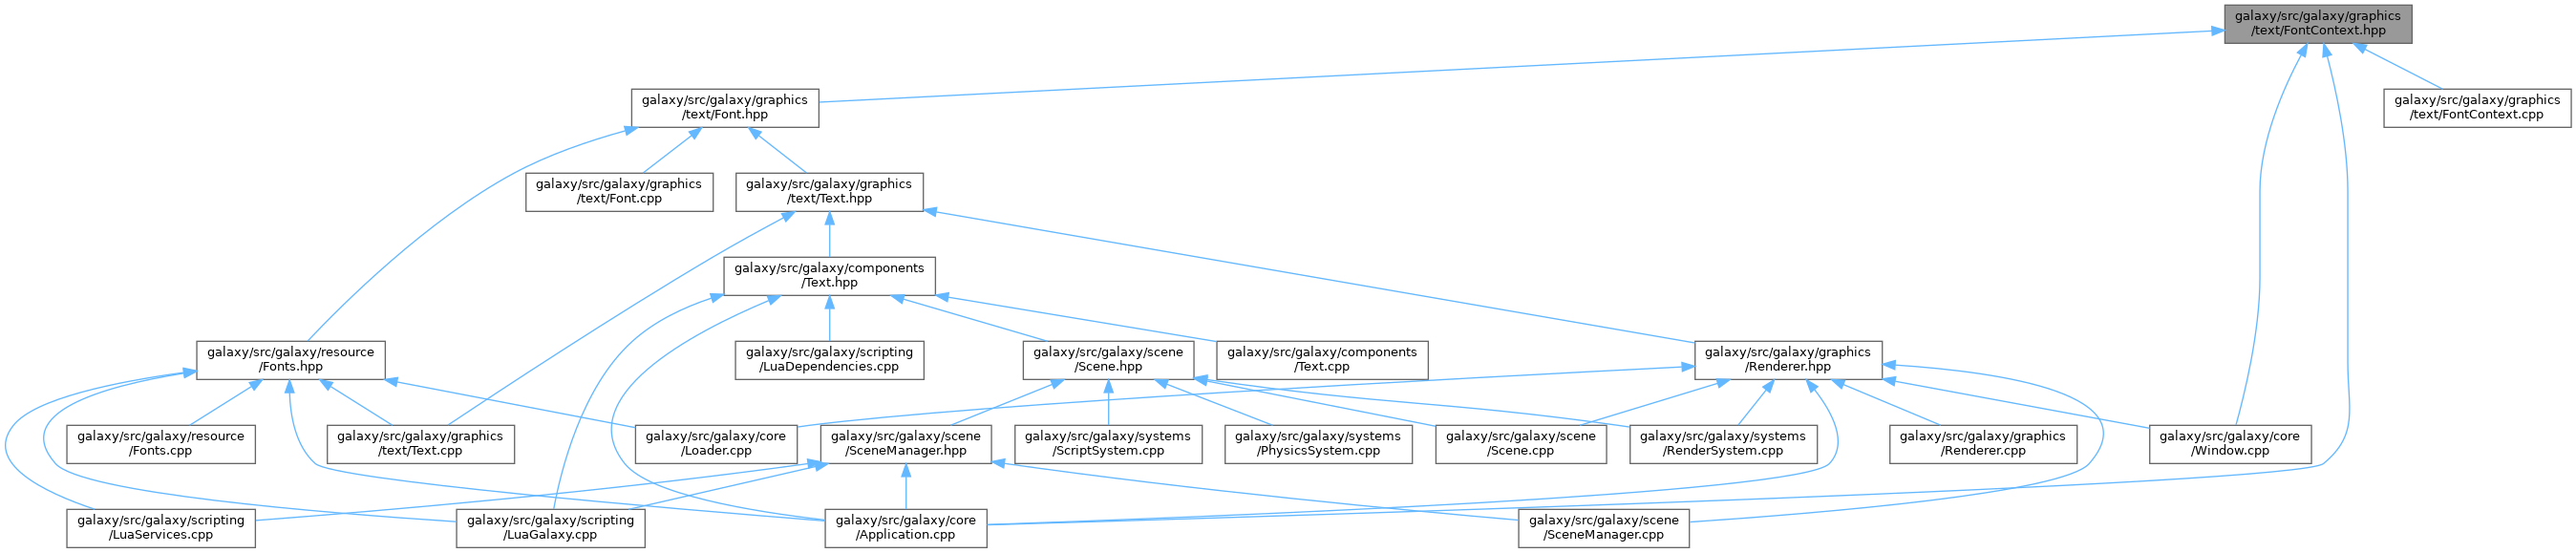 galaxy/src/galaxy/graphics
/text/FontContext.hpp
galaxy/src/galaxy/graphics
/text/Font.hpp
galaxy/src/galaxy/graphics
/text/FontContext.cpp
galaxy/src/galaxy/graphics
/text/Font.cpp
galaxy/src/galaxy/graphics
/text/Text.hpp
galaxy/src/galaxy/components
/Text.hpp
galaxy/src/galaxy/resource
/Fonts.hpp
galaxy/src/galaxy/scripting
/LuaDependencies.cpp
galaxy/src/galaxy/scene
/Scene.hpp
galaxy/src/galaxy/components
/Text.cpp
galaxy/src/galaxy/graphics
/Renderer.hpp
galaxy/src/galaxy/resource
/Fonts.cpp
galaxy/src/galaxy/graphics
/text/Text.cpp
galaxy/src/galaxy/core
/Loader.cpp
galaxy/src/galaxy/scene
/SceneManager.hpp
galaxy/src/galaxy/systems
/ScriptSystem.cpp
galaxy/src/galaxy/systems
/PhysicsSystem.cpp
galaxy/src/galaxy/scene
/Scene.cpp
galaxy/src/galaxy/systems
/RenderSystem.cpp
galaxy/src/galaxy/graphics
/Renderer.cpp
galaxy/src/galaxy/core
/Window.cpp
galaxy/src/galaxy/scripting
/LuaServices.cpp
galaxy/src/galaxy/scripting
/LuaGalaxy.cpp
galaxy/src/galaxy/core
/Application.cpp
galaxy/src/galaxy/scene
/SceneManager.cpp